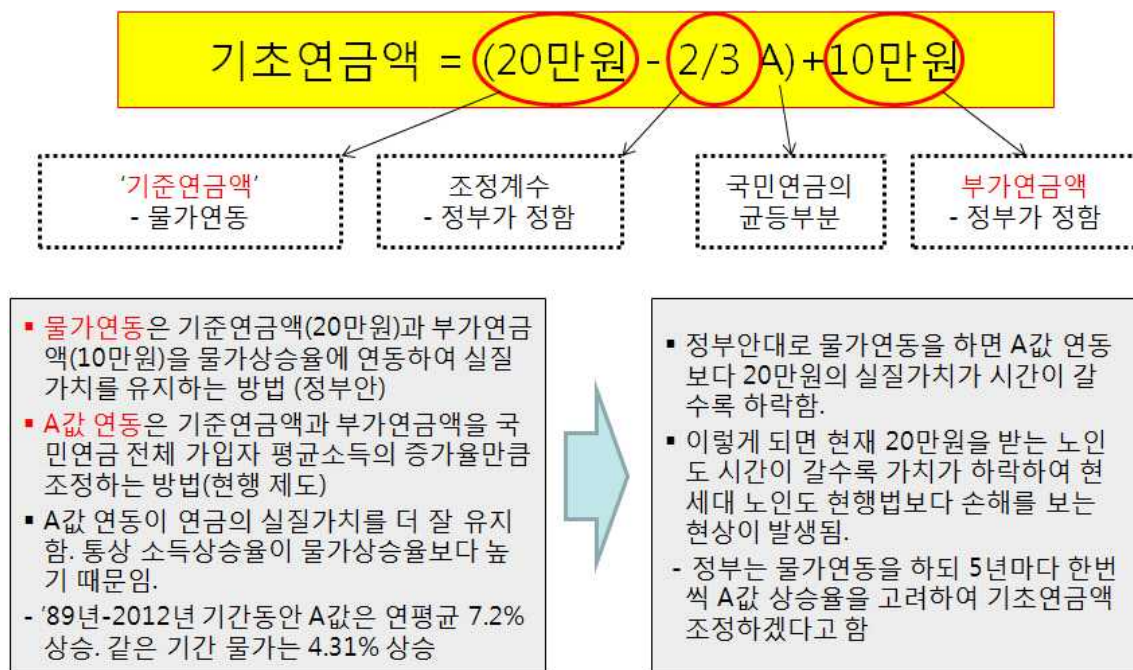 기초연금액 = (20만원 - 2/3 A)+10만원
'기준연금액'
- 물가연동
조정계수
- 정부가 정함
국민연금의
균등부분
부가연금액
- 정부가 정함
▪ 물가연동은 기준연금액(20만원)과 부가연금
액(10만원)을 물가상승율에 연동하여 실질
가치를 유지하는 방법 (정부안)
▪ A값 연동은 기준연금액과 부가연금액을 국
민연금 전체 가입자 평균소득의 증가율만큼
조정하는 방법(현행 제도)
▪ A값 연동이 연금의 실질가치를 더 잘 유지
함. 통상 소득상승율이 물가상승율보다 높
기 때문임.
- '89년-2012년 기간동안 A값은 연평균 7.2%
상승. 같은 기간 물가는 4.31% 상승
▪ 정부안대로 물가연동을 하면 A값 연동
보다 20만원의 실질가치가 시간이 갈
수록 하락함.
▪ 이렇게 되면 현재 20만원을 받는 노인
도 시간이 갈수록 가치가 하락하여 현
세대 노인도 현행법보다 손해를 보는
현상이 발생됨.
- 정부는 물가연동을 하되 5년마다 한번
씩 A값 상승율을 고려하여 기초연금액
조정하겠다고 함